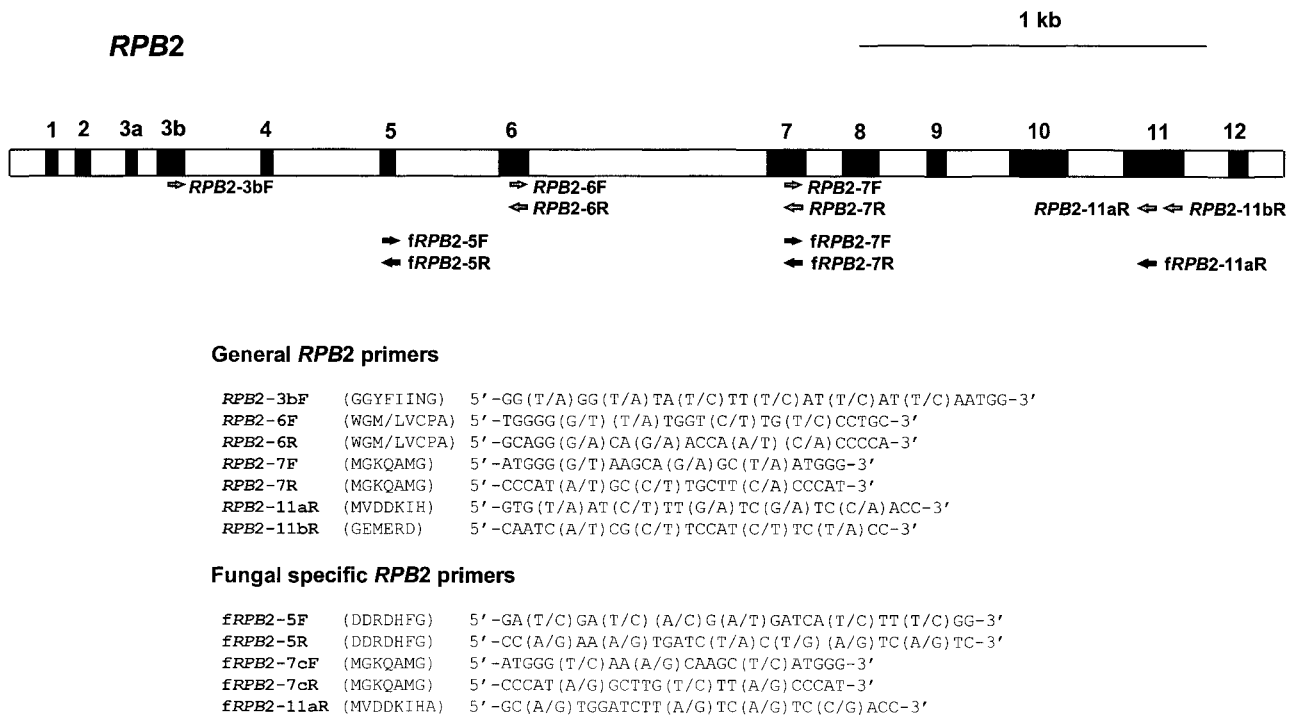 1 kb
RPB2
1 2 3a 3b 4 5 6 7 8 9 10 11 12
RPB2-3bF RPB2-6F RPB2-7F
RPB2-6R RPB2-7R RPB2-11aR RPB2-11bR
fRPB2-5F fRPB2-7F
fRPB2-5R fRPB2-7R fRPB2-11aR
General RPB2 primers
RPB2-3bF (GGYFIING) 5'-GG(T/A)GG(T/A)TA(T/C)TT(T/C)AT(T/C)AT(T/C)AATGG-3'
RPB2-6F (WGM/LVCPA) 5'-TGGGG(G/T)(T/A)TGGT(C/T)TG(T/C)CCTGC-3'
RPB2-6R (WGM/LVCPA) 5'-GCAGG(G/A)CA(G/A)ACCA(A/T)(C/A)CCCCA-3'
RPB2-7F (MGKQAMG) 5'-ATGGG(G/T)AAGCA(G/A)GC(T/A)ATGGG-3'
RPB2-7R (MGKQAMG) 5'-CCCAT(A/T)GC(C/T)TGCTT(C/A)CCCAT-3'
RPB2-11aR (MVDDKIH) 5'-GTG(T/A)AT(C/T)TT(G/A)TC(G/A)TC(C/A)ACC-3'
RPB2-11bR (GEMERD) 5'-CAATC(A/T)CG(C/T)TCCAT(C/T)TC(T/A)CC-3'
Fungal specific RPB2 primers
fRPB2-5F (DDRDHFG) 5'-GA(T/C)GA(T/C)(A/C)G(A/T)GATCA(T/C)TT(T/C)GG-3'
fRPB2-5R (DDRDHFG) 5'-CC(A/G)AA(A/G)TGATC(T/A)C(T/G)(A/G)TC(A/G)TC-3'
fRPB2-7cF (MGKQAMG) 5'-ATGGG(T/C)AA(A/G)CAAGC(T/C)ATGGG-3'
fRPB2-7cR (MGKQAMG) 5'-CCCAT(A/G)GCTTG(T/C)TT(A/G)CCCAT-3'
fRPB2-11aR (MVDDKIHA) 5'-GC(A/G)TGGATCTT(A/G)TC(A/G)TC(C/G)ACC-3'